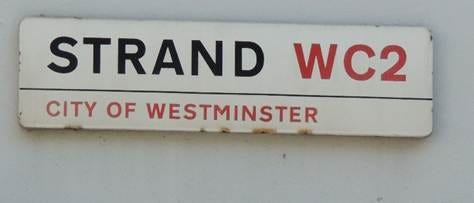 STRAND WC2
CITY OF WESTMINSTER